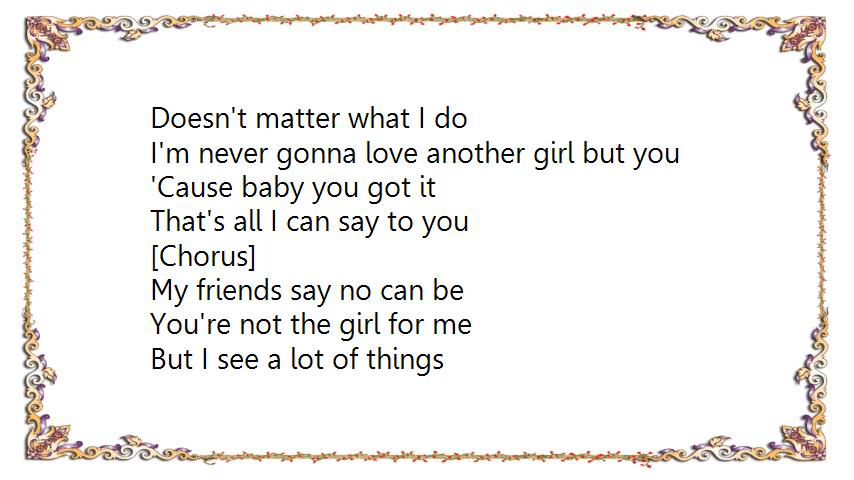 Doesn't matter what I do
I'm never gonna love another girl but you
'Cause baby you got it
That's all I can say to you
[Chorus]
My friends say no can be
You're not the girl for me
But I see a lot of things